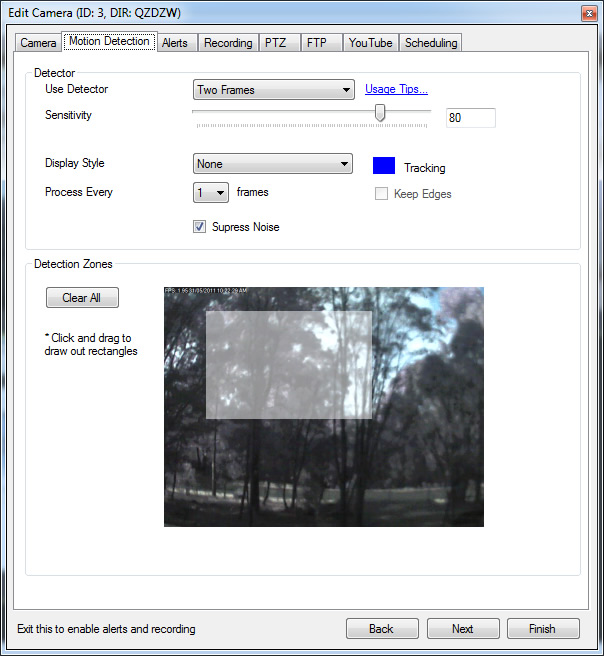 Edit Camera (ID: 3, DIR: QZDZW)
Camera Motion Detection Alerts Recording PTZ FTP YouTube Scheduling
Detector
Use Detector Two Frames Usage Tips...
Sensitivity 80
Display Style None Tracking
Process Every 1 frames Keep Edges
Supress Noise
Detection Zones
Clear All
FPS: 1.95 31/05/2011 10:22:29 AM
* Click and drag to
draw out rectangles
Exit this to enable alerts and recording Back Next Finish